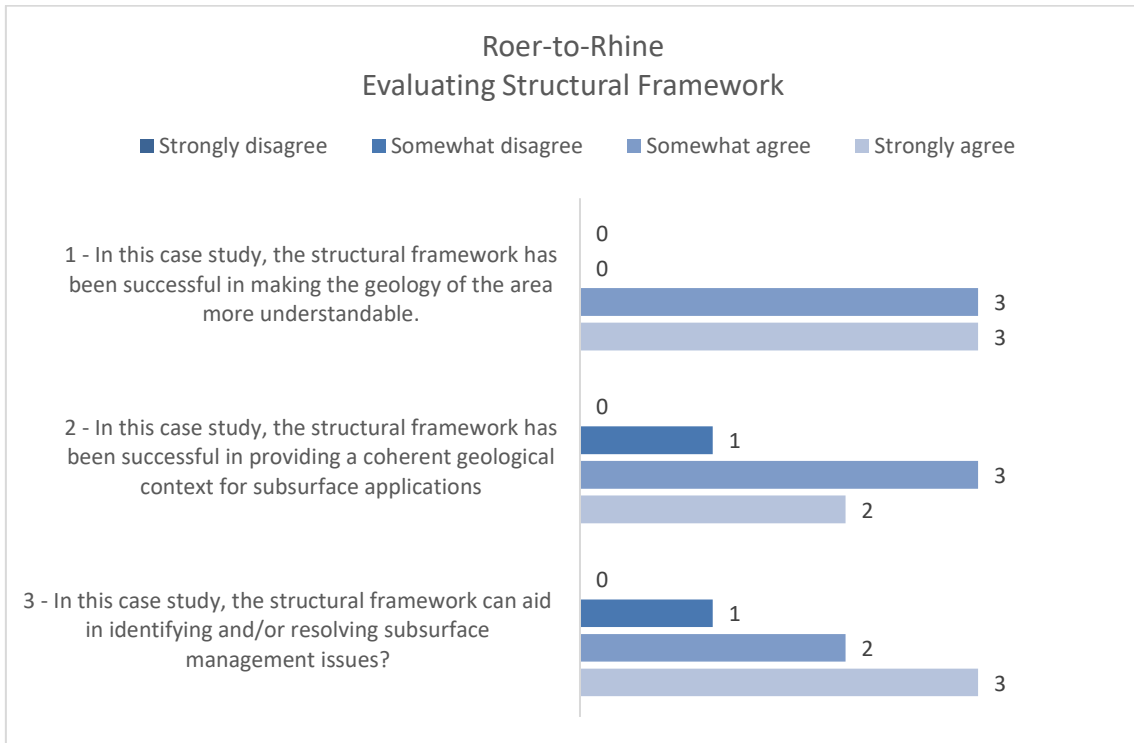 Roer-to-Rhine
Evaluating Structural Framework
Strongly disagree Somewhat disagree Somewhat agree Strongly agree
1 - In this case study, the structural framework has
been successful in making the geology of the area
more understandable.
0
0
3
3
2 - In this case study, the structural framework has
been successful in providing a coherent geological
context for subsurface applications
0
1
3
2
3 - In this case study, the structural framework can aid
in identifying and/or resolving subsurface
management issues?
0
1
2
3